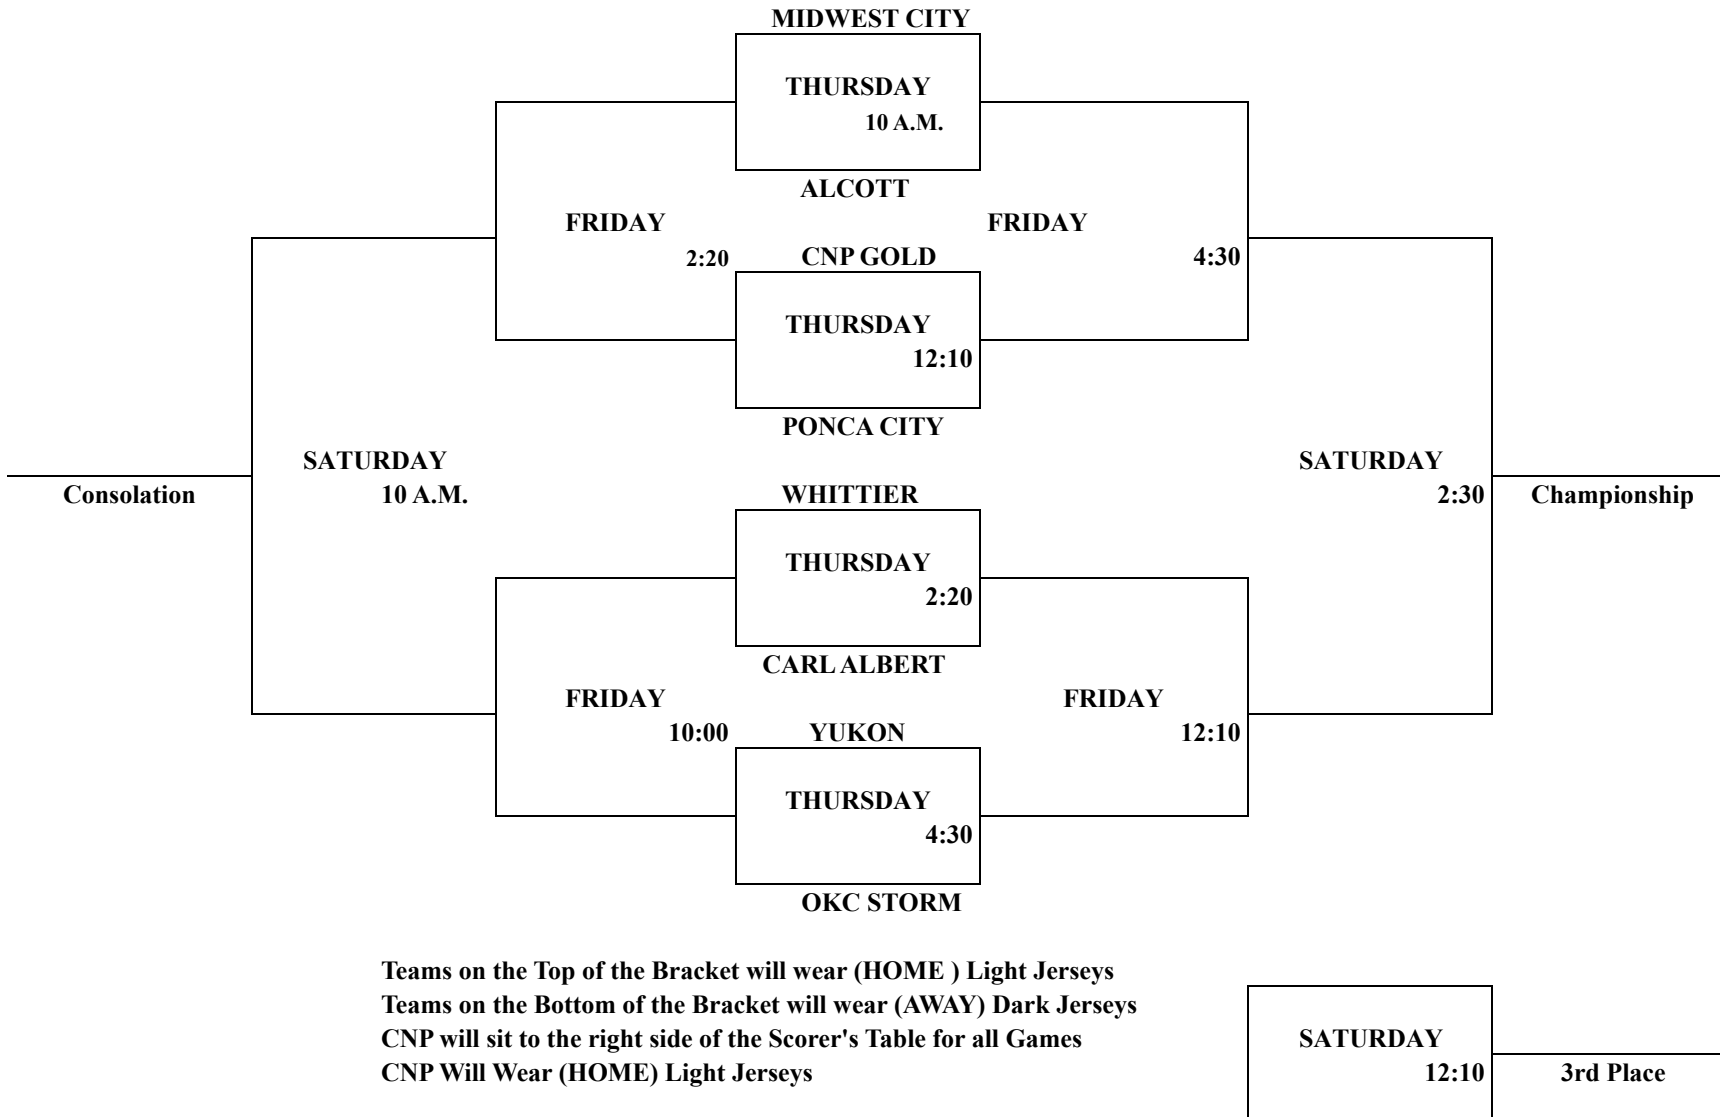 MIDWEST CITY
THURSDAY
10 A.M.
ALCOTT
FRIDAY
FRIDAY
2:20
CNP GOLD
4:30
THURSDAY
12:10
PONCA CITY
SATURDAY
SATURDAY
Consolation
10 A.M.
WHITTIER
2:30
Championship
THURSDAY
2:20
CARL ALBERT
FRIDAY
FRIDAY
10:00
YUKON
12:10
THURSDAY
4:30
OKC STORM
Teams on the Top of the Bracket will wear (HOME ) Light Jerseys
Teams on the Bottom of the Bracket will wear (AWAY) Dark Jerseys
CNP will sit to the right side of the Scorer's Table for all Games
CNP Will Wear (HOME) Light Jerseys
SATURDAY
12:10
3rd Place